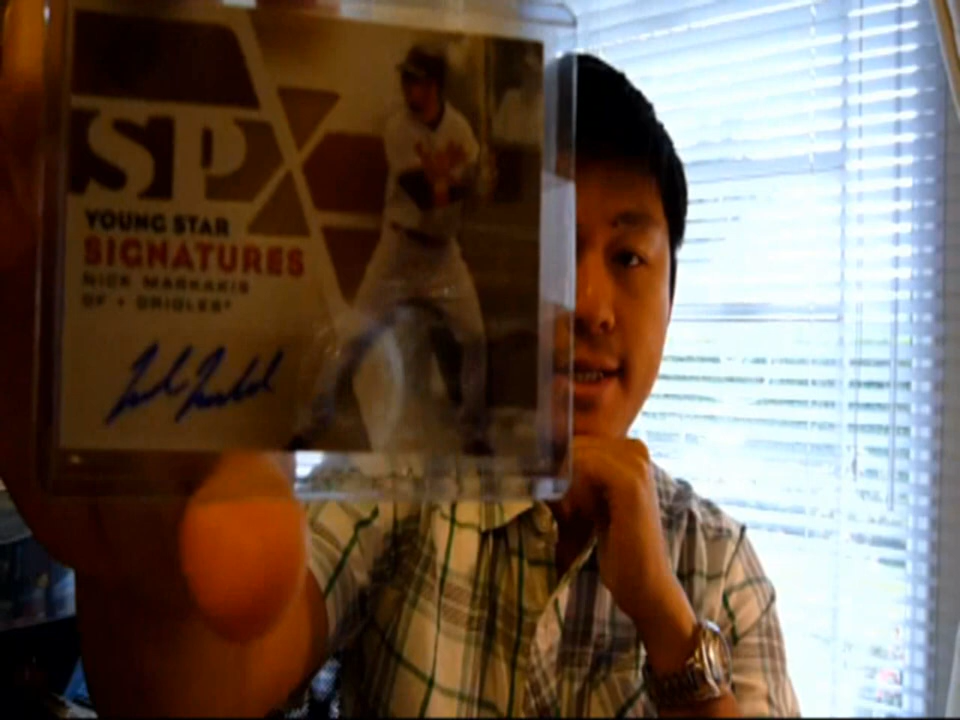 SPX
YOUNG STAR
SIGNATURES
NICK MARKAKIS
OF • ORIOLES®